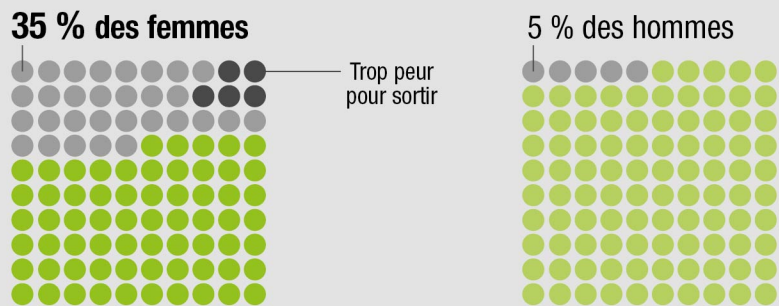 35 % des femmes
5 % des hommes
Trop peur
pour sortir